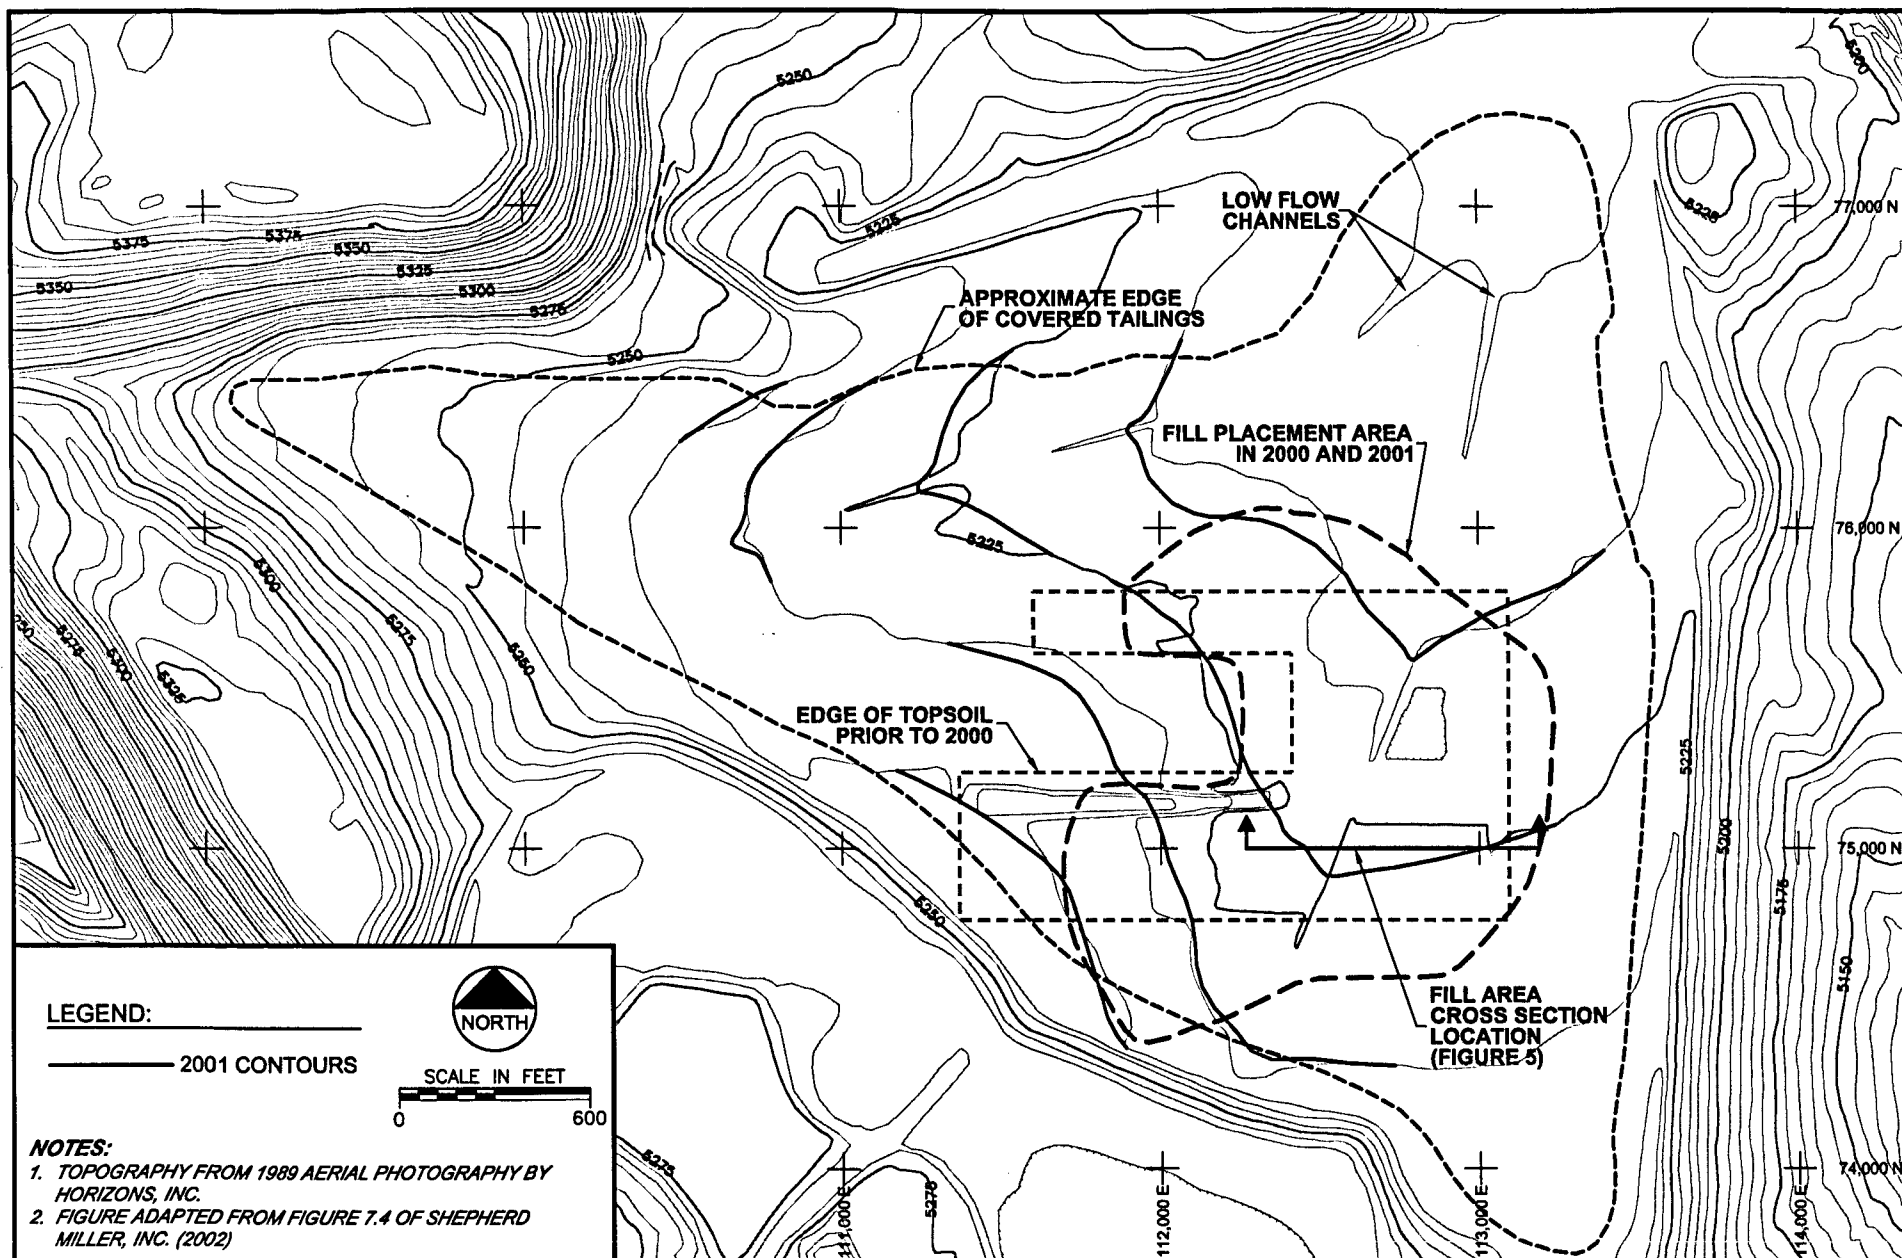 5250
5200
5225
77,000 N
LOW FLOW
CHANNELS
5225
5375
5375
5350
5325
5350
5300
5275
APPROXIMATE EDGE
OF COVERED TAILINGS
5250
FILL PLACEMENT AREA
IN 2000 AND 2001
76,000 N
5225
5300
5275
5250
5275
5300
5325
EDGE OF TOPSOIL
PRIOR TO 2000
5225
5200
75,000 N
5175
5250
5150
FILL AREA
CROSS SECTION
LOCATION
(FIGURE 5)
LEGEND:
2001 CONTOURS
NORTH
SCALE IN FEET
0 600
NOTES:
1. TOPOGRAPHY FROM 1989 AERIAL PHOTOGRAPHY BY
HORIZONS, INC.
2. FIGURE ADAPTED FROM FIGURE 7.4 OF SHEPHERD
MILLER, INC. (2002)
5275
5275
74,000 N
111,000 E
112,000 E
113,000 E
114,000 E